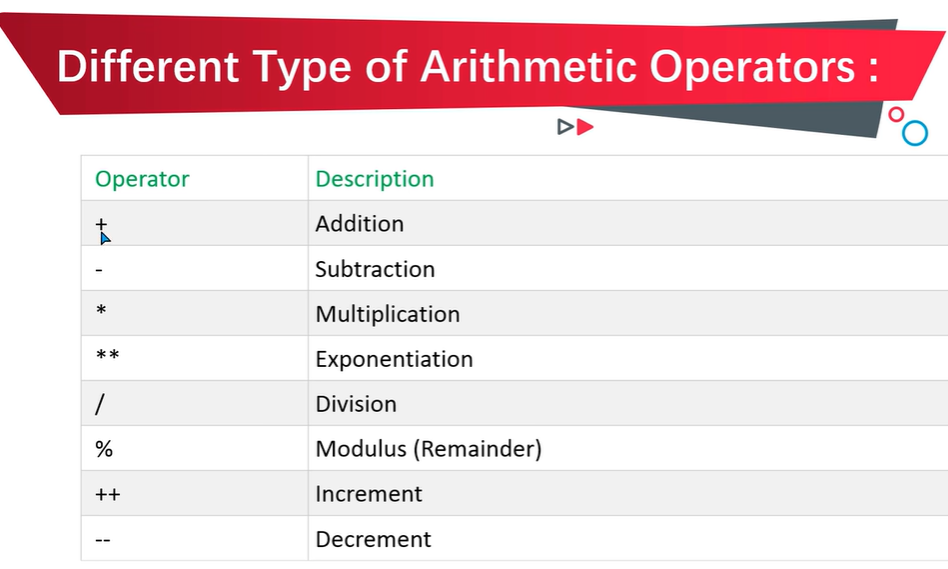 Different Type of Arithmetic Operators :
Operator Description
+ Addition
- Subtraction
* Multiplication
** Exponentiation
/ Division
% Modulus (Remainder)
++ Increment
-- Decrement